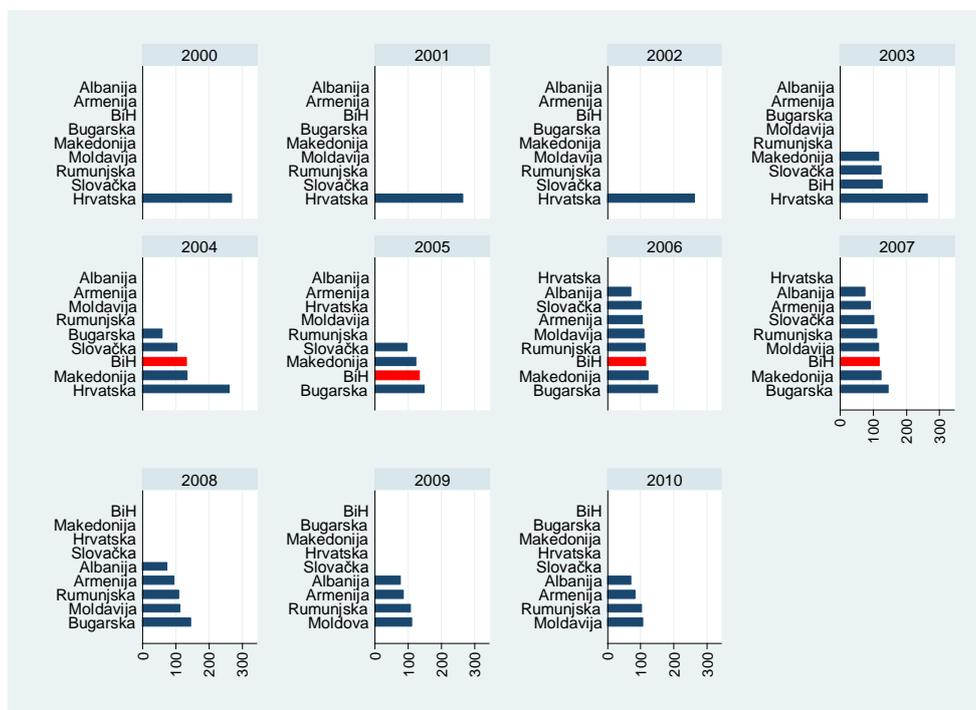 2000
Albanija
Armenija
BiH
Bugarska
Makedonija
Moldavija
Rumunjska
Slovačka
Hrvatska
2001
Albanija
Armenija
BiH
Bugarska
Makedonija
Moldavija
Rumunjska
Slovačka
Hrvatska
2002
Albanija
Armenija
BiH
Bugarska
Makedonija
Moldavija
Rumunjska
Slovačka
Hrvatska
2003
Albanija
Armenija
Bugarska
Moldavija
Rumunjska
Makedonija
Slovačka
BiH
Hrvatska
2004
Albanija
Armenija
Moldavija
Rumunjska
Bugarska
Slovačka
BiH
Makedonija
Hrvatska
2005
Albanija
Armenija
Hrvatska
Moldavija
Rumunjska
Slovačka
Makedonija
BiH
Bugarska
2006
Hrvatska
Albanija
Slovačka
Armenija
Moldavija
Rumunjska
BiH
Makedonija
Bugarska
2007
Hrvatska
Albanija
Armenija
Slovačka
Rumunjska
Moldavija
BiH
Makedonija
Bugarska
0 100 200 300
2008
BiH
Makedonija
Hrvatska
Slovačka
Albanija
Armenija
Rumunjska
Moldavija
Bugarska
0 100 200 300
2009
BiH
Bugarska
Makedonija
Hrvatska
Slovačka
Albanija
Armenija
Rumunjska
Moldova
0 100 200 300
2010
BiH
Bugarska
Makedonija
Hrvatska
Slovačka
Albanija
Armenija
Rumunjska
Moldavija
0 100 200 300